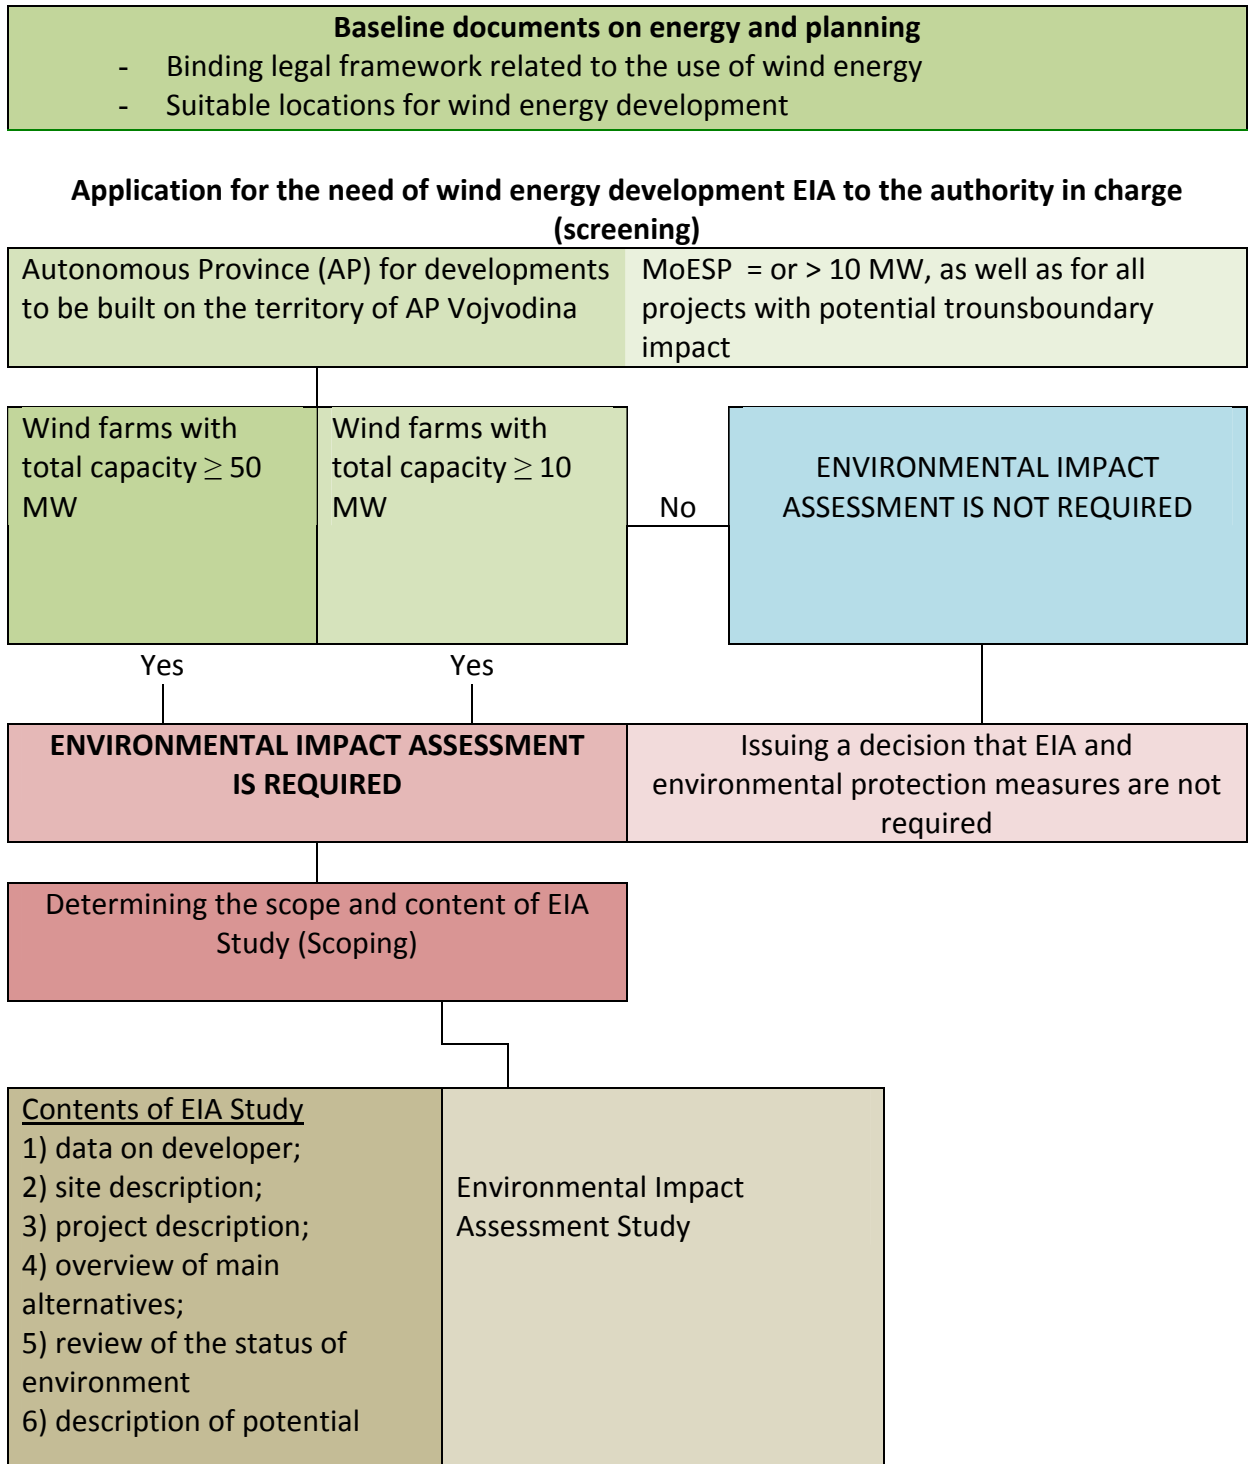 Baseline documents on energy and planning
- Binding legal framework related to the use of wind energy
- Suitable locations for wind energy development
Application for the need of wind energy development EIA to the authority in charge
(screening)
Autonomous Province (AP) for developments
to be built on the territory of AP Vojvodina
MoESP = or > 10 MW, as well as for all
projects with potential trounsboundary
impact
Wind farms with
total capacity ≥ 50
MW
Wind farms with
total capacity ≥ 10
MW
No
ENVIRONMENTAL IMPACT
ASSESSMENT IS NOT REQUIRED
Yes
Yes
ENVIRONMENTAL IMPACT ASSESSMENT
IS REQUIRED
Issuing a decision that EIA and
environmental protection measures are not
required
Determining the scope and content of EIA
Study (Scoping)
Contents of EIA Study
1) data on developer;
2) site description;
3) project description;
4) overview of main
alternatives;
5) review of the status of
environment
6) description of potential
Environmental Impact
Assessment Study